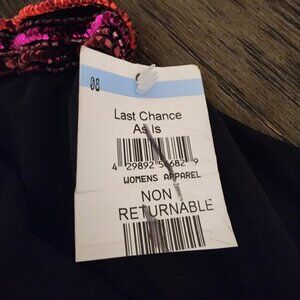 08
Last Chance
As Is
WOMENS APPAREL
NON
RETURNABLE